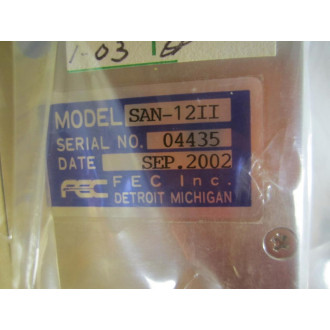 1-03
MODEL SAN-12II
SERIAL NO. 04435
DATE SEP.2002
FEC FEC Inc.
DETROIT MICHIGAN